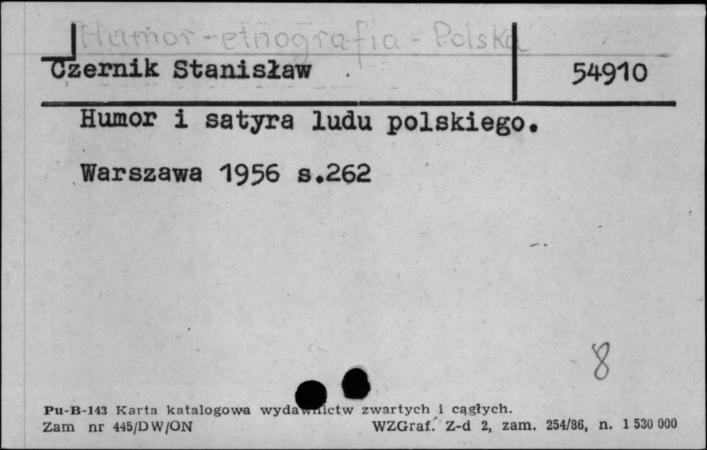 Humor - etnografia - Polska
Czernik Stanisław 54910
Humor i satyra ludu polskiego.
Warszawa 1956 s.262
8
Pu-B-143 Karta katalogowa wydawnictw zwartych i cągłych.
Zam nr 445/DW/ON WZGraf. Z-d 2, zam. 254/86, n. 1 530 000